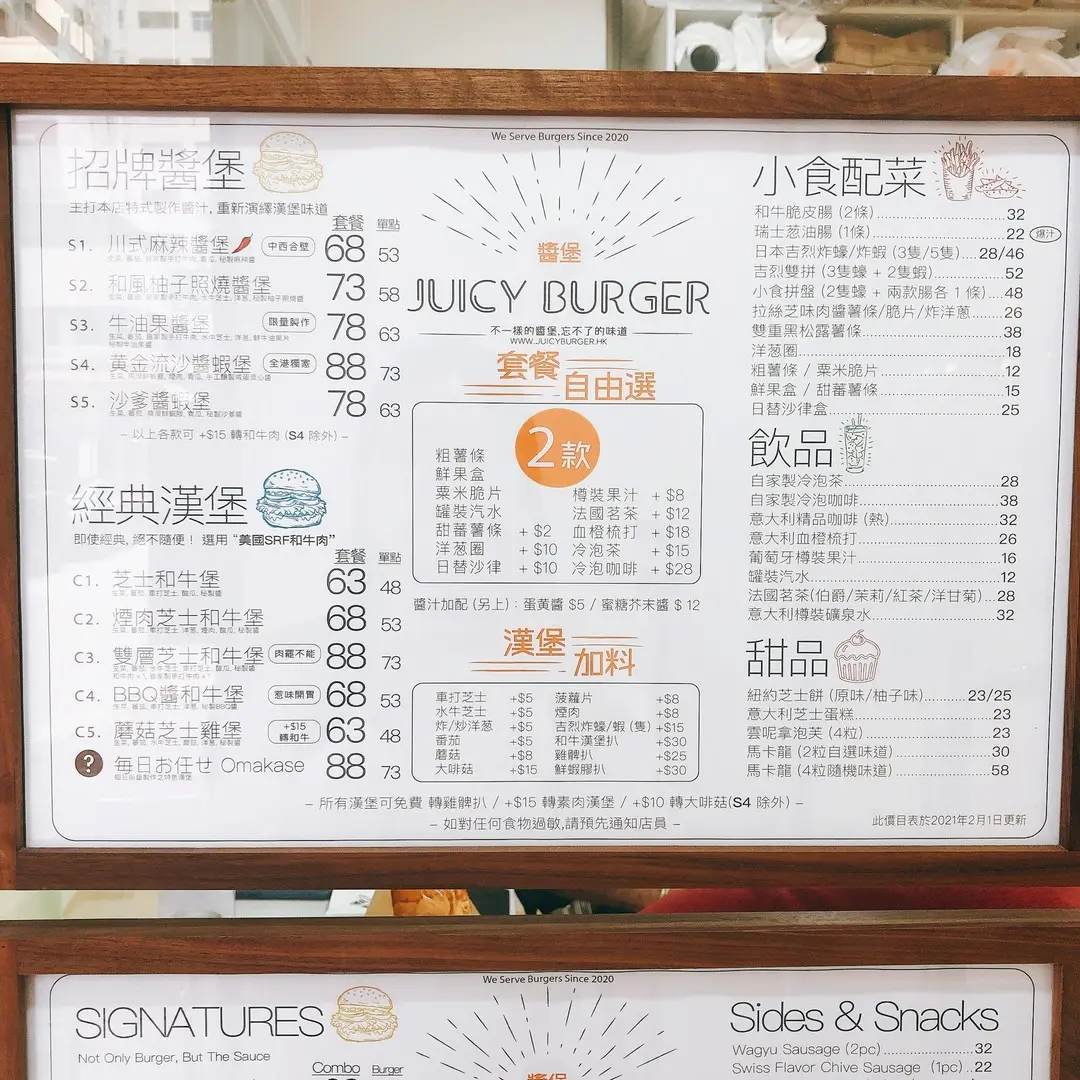 招牌醬堡
主打本店特式製作醬汁, 重新演繹漢堡味道
套餐 單點
S1. 川式麻辣醬堡 中西合壁 68 53
S2. 和風柚子照燒醬堡 73 58
S3. 牛油果醬堡 限量製作 78 63
S4. 黃金流沙醬蝦堡 全港獨家 88 73
S5. 沙爹醬蝦堡 78 63
– 以上各款可 +$15 轉和牛肉 (S4 除外) –
經典漢堡
即使經典, 絕不隨便！ 選用 “美國SRF和牛肉”
套餐 單點
C1. 芝士和牛堡 63 48
C2. 煙肉芝士和牛堡 68 53
C3. 雙層芝士和牛堡 肉罷不能 88 73
C4. BBQ醬和牛堡 惹味開胃 68 53
C5. 蘑菇芝士雞堡 +$15 轉和牛 63 48
? 每日お任せ Omakase 88 73
We Serve Burgers Since 2020
醬堡
JUICY BURGER
不一樣的醬堡,忘不了的味道
WWW.JUICYBURGER.HK
套餐自由選
2款
粗薯條
鮮果盒
粟米脆片
罐裝汽水
甜蕃薯條 + $2
洋葱圈 + $10
日替沙律 + $10
樽裝果汁 + $8
法國茗茶 + $12
血橙梳打 + $18
冷泡茶 + $15
冷泡咖啡 + $28
醬汁加配 (另上)：蛋黃醬 $5 / 蜜糖芥末醬 $ 12
漢堡加料
車打芝士 +$5
水牛芝士 +$5
炸/炒洋葱 +$5
番茄 +$5
蘑菇 +$8
大啡菇 +$15
菠蘿片 +$8
煙肉 +$8
吉烈炸蠔/蝦 (隻) +$15
和牛漢堡扒 +$30
雞髀扒 +$25
鮮蝦膠扒 +$30
小食配菜
和牛脆皮腸 (2條) 32
瑞士葱油腸 (1條) 22 爆汁
日本吉烈炸蠔/炸蝦 (3隻/5隻) 28/46
吉烈雙拼 (3隻蠔 + 2隻蝦) 52
小食拼盤 (2隻蠔 + 兩款腸各 1 條) 48
拉絲芝味肉醬薯條/脆片/炸洋葱 26
雙重黑松露薯條 38
洋葱圈 18
粗薯條 / 粟米脆片 12
鮮果盒 / 甜蕃薯條 15
日替沙律盒 25
飲品
自家製冷泡茶 28
自家製冷泡咖啡 38
意大利精品咖啡 (熱) 32
意大利血橙梳打 26
葡萄牙樽裝果汁 16
罐裝汽水 12
法國茗茶(伯爵/茉莉/紅茶/洋甘菊) 28
意大利樽裝礦泉水 32
甜品
紐約芝士餅 (原味/柚子味) 23/25
意大利芝士蛋糕 23
雲呢拿泡芙 (4粒) 23
馬卡龍 (2粒自選味道) 30
馬卡龍 (4粒隨機味道) 58
– 所有漢堡可免費 轉雞髀扒 / +$15 轉素肉漢堡 / +$10 轉大啡菇(S4 除外) –
– 如對任何食物過敏,請預先通知店員 –
此價目表於2021年2月1日更新
We Serve Burgers Since 2020
SIGNATURES
Not Only Burger, But The Sauce
Combo Burger
醬堡
Sides & Snacks
Wagyu Sausage (2pc) 32
Swiss Flavor Chive Sausage (1pc) 22